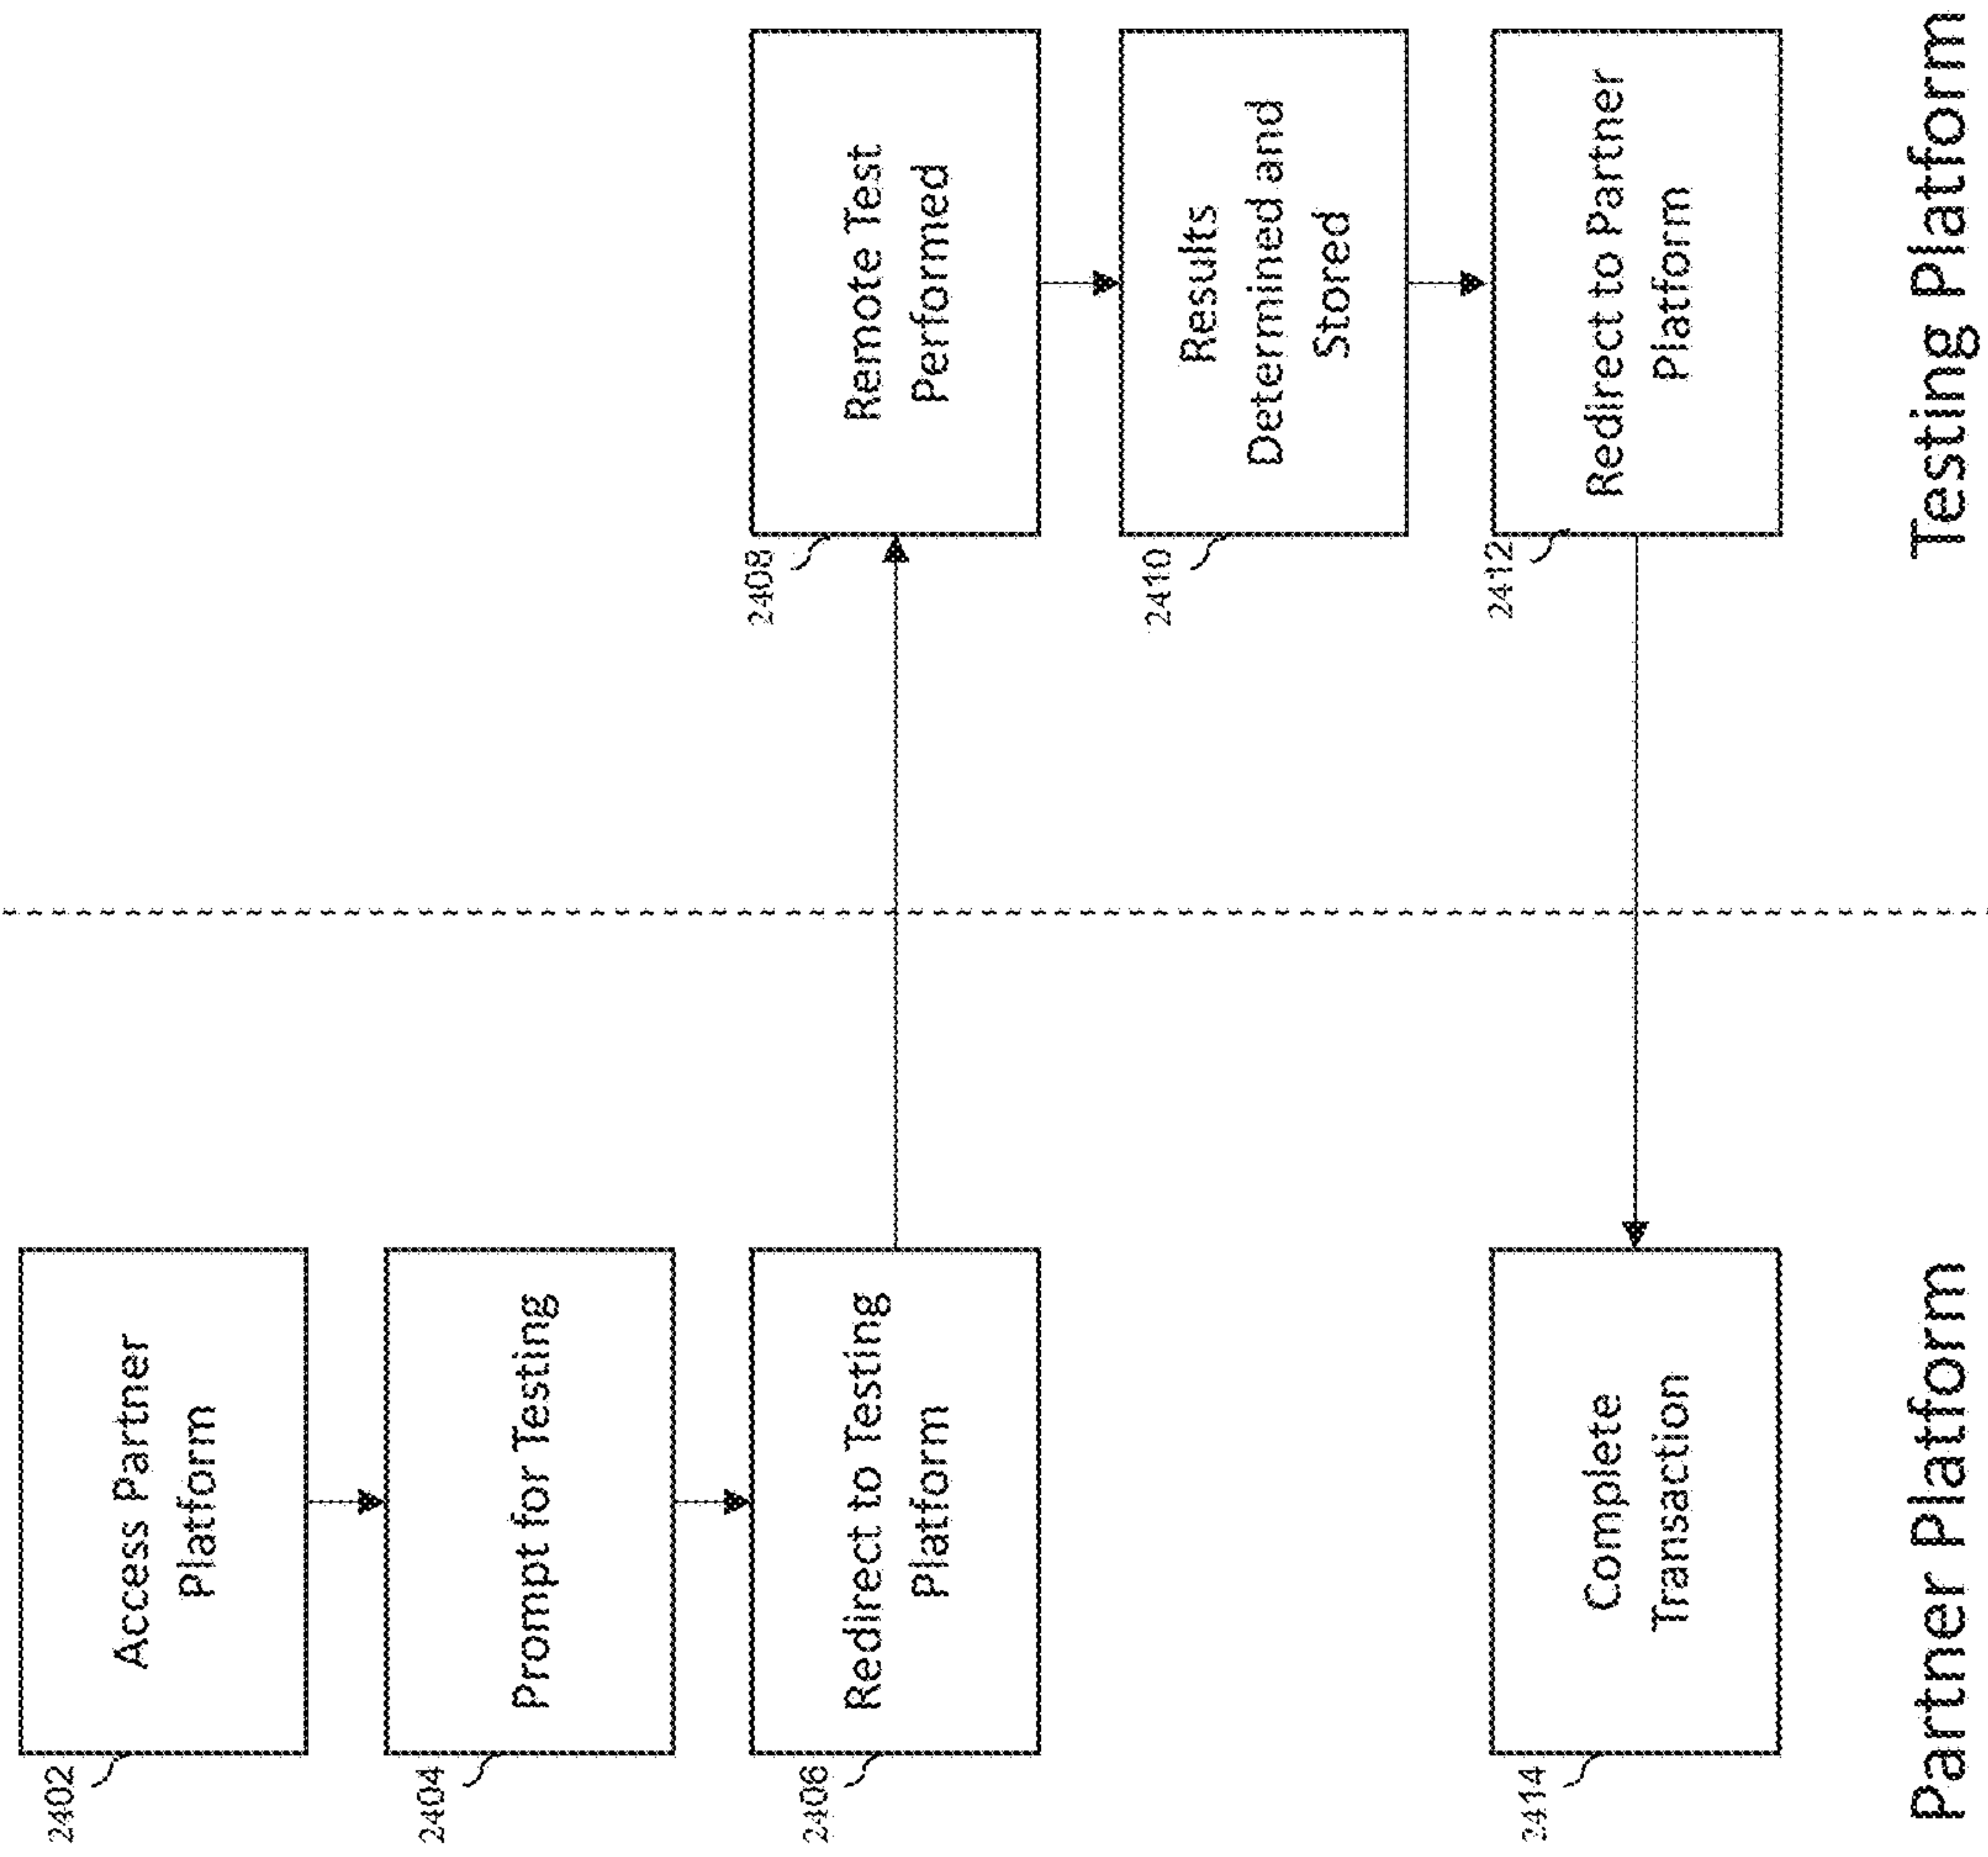 2402
Access Partner
Platform
2404
Prompt for Testing
2406
Redirect to Testing
Platform
2408
Remote Test
Performed
2410
Results
Determined and
Stored
2412
Redirect to Partner
Platform
2414
Complete
Transaction
Partner Platform
Testing Platform